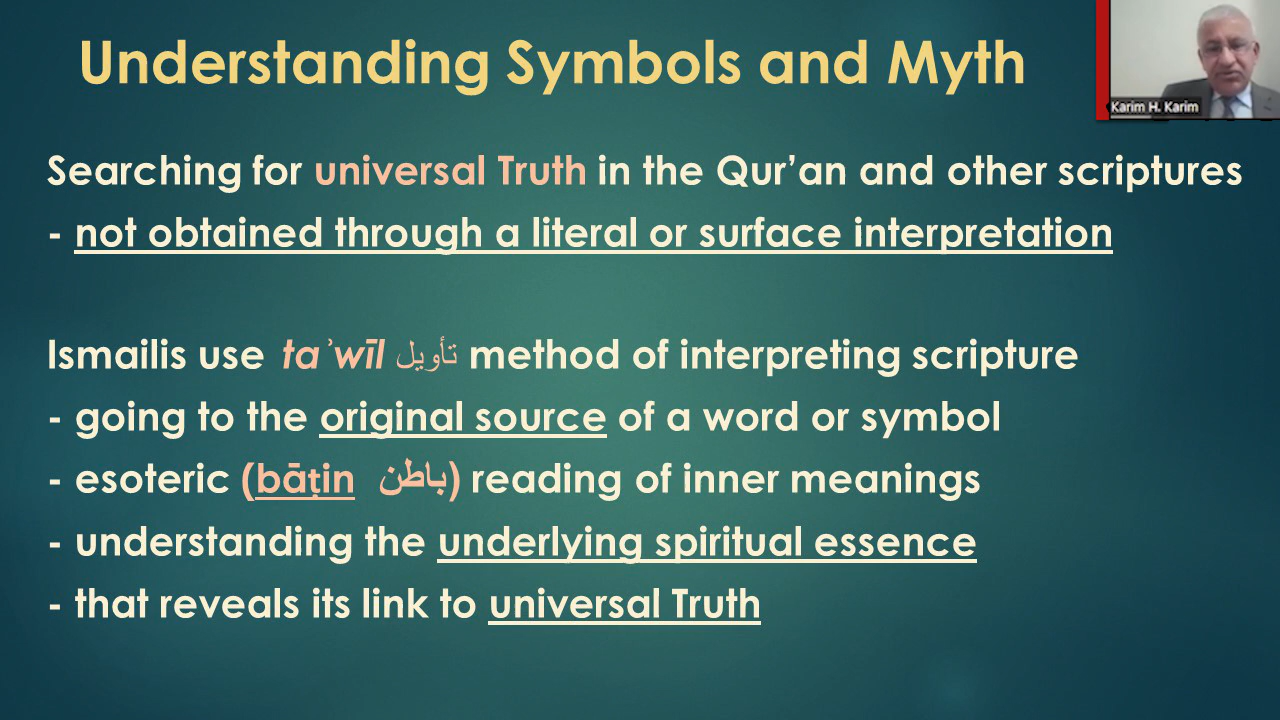 Understanding Symbols and Myth
Karim H. Karim
Searching for universal Truth in the Qur’an and other scriptures
- not obtained through a literal or surface interpretation
Ismailis use taʾwīl تأويل method of interpreting scripture
- going to the original source of a word or symbol
- esoteric (bāṭin باطن) reading of inner meanings
- understanding the underlying spiritual essence
- that reveals its link to universal Truth